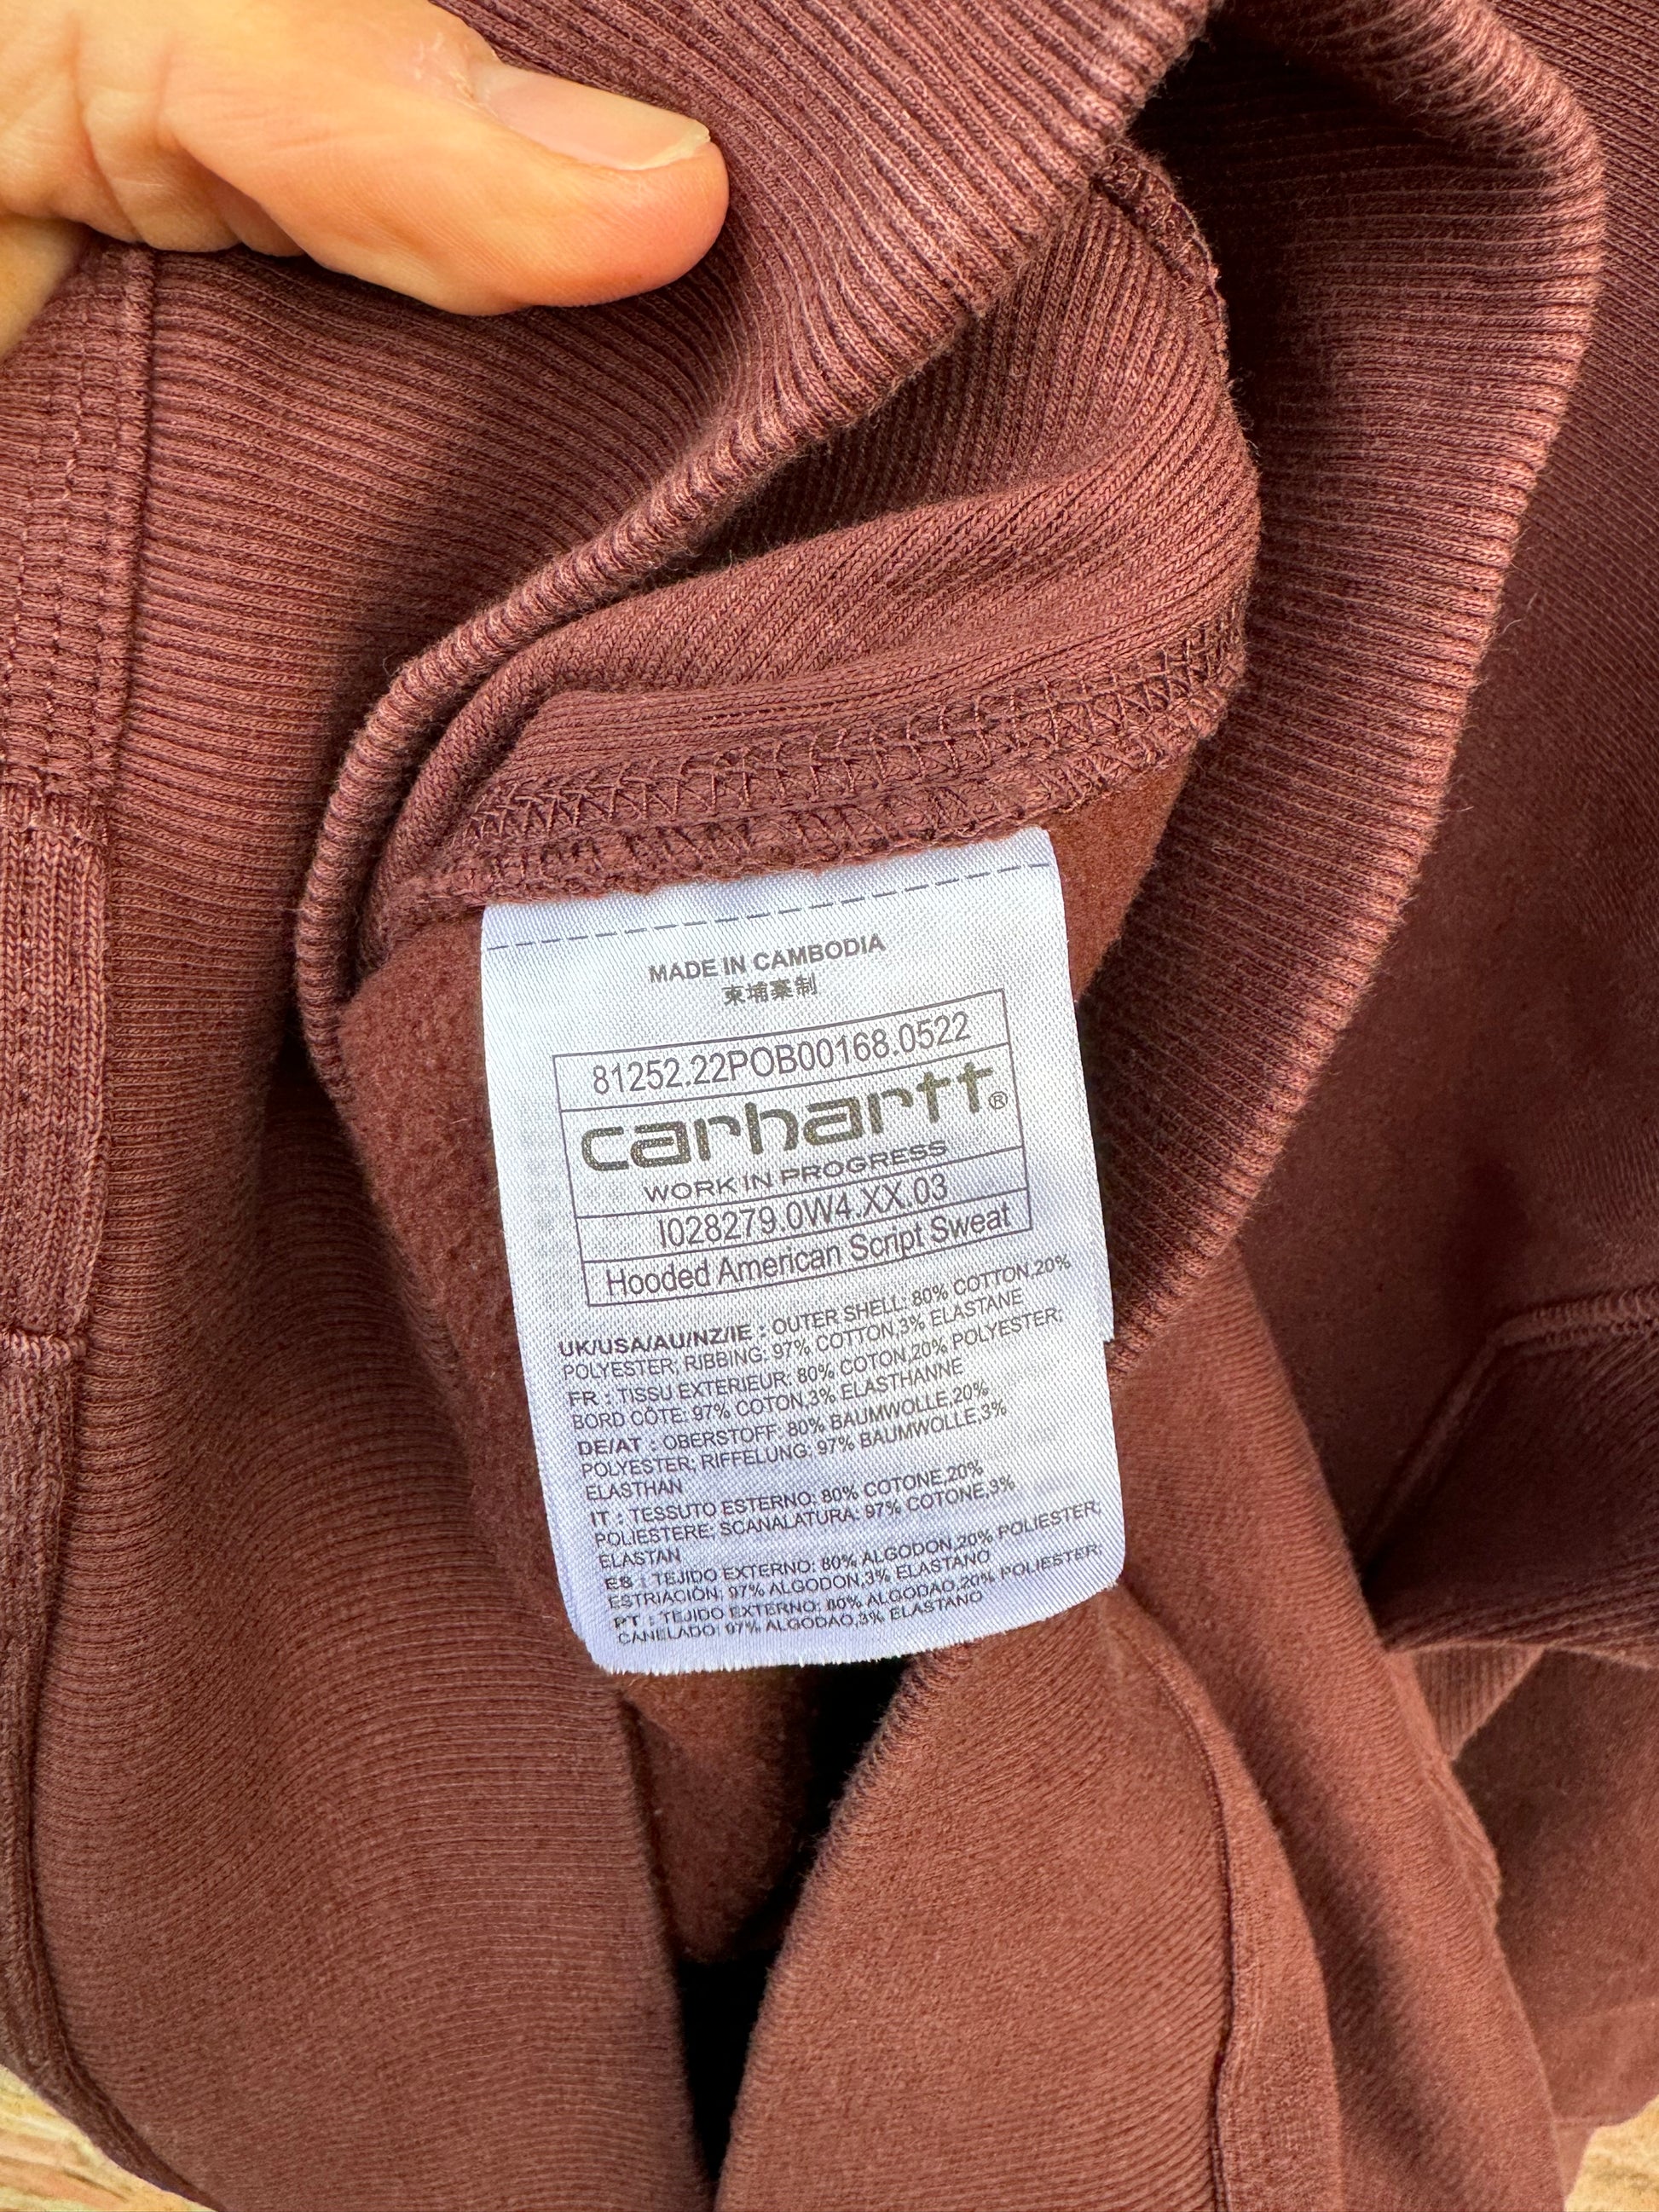 MADE IN CAMBODIA
柬埔寨制
81252.22POB00168.0522
carhartt®
WORK IN PROGRESS
I028279.0W4.XX.03
Hooded American Script Sweat
UK/USA/AU/NZ/IE : OUTER SHELL: 80% COTTON,20%
POLYESTER; RIBBING: 97% COTTON,3% ELASTANE
FR : TISSU EXTERIEUR: 80% COTON,20% POLYESTER;
BORD CÔTE: 97% COTON,3% ELASTHANNE
DE/AT : OBERSTOFF: 80% BAUMWOLLE,20%
POLYESTER; RIFFELUNG: 97% BAUMWOLLE,3%
ELASTHAN
IT : TESSUTO ESTERNO: 80% COTONE,20%
POLIESTERE; SCANALATURA: 97% COTONE,3%
ELASTAN
ES : TEJIDO EXTERNO: 80% ALGODON,20% POLIESTER;
ESTRIACIÓN: 97% ALGODON,3% ELASTANO
PT : TEJIDO EXTERNO: 80% ALGODAO,20% POLIESTER;
CANELADO: 97% ALGODAO,3% ELASTANO